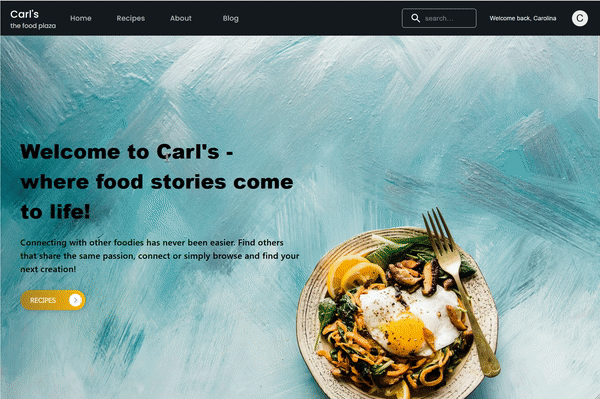 Carl's
the food plaza
Home
Recipes
About
Blog
search...
Welcome back, Carolina
C
Welcome to Carl's -
where food stories come
to life!
Connecting with other foodies has never been easier. Find others
that share the same passion, connect or simply browse and find your
next creation!
RECIPES